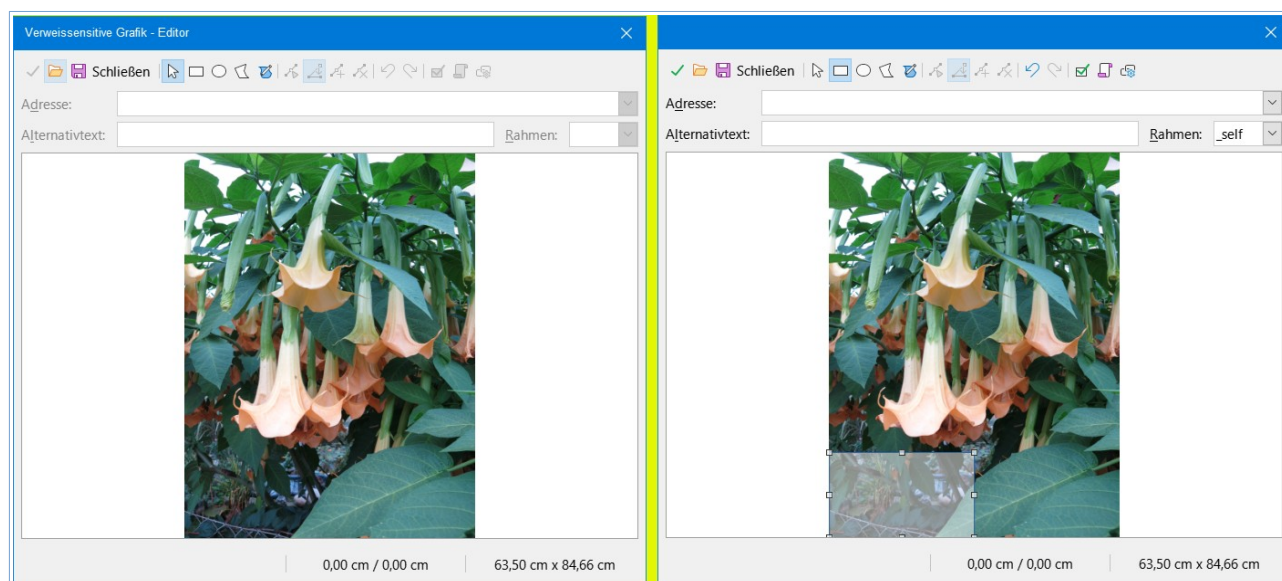 Verweissensitive Grafik - Editor
Schließen
Adresse:
Alternativtext:
Rahmen:
0,00 cm / 0,00 cm
63,50 cm x 84,66 cm
Schließen
Adresse:
Alternativtext:
Rahmen:
_self
0,00 cm / 0,00 cm
63,50 cm x 84,66 cm